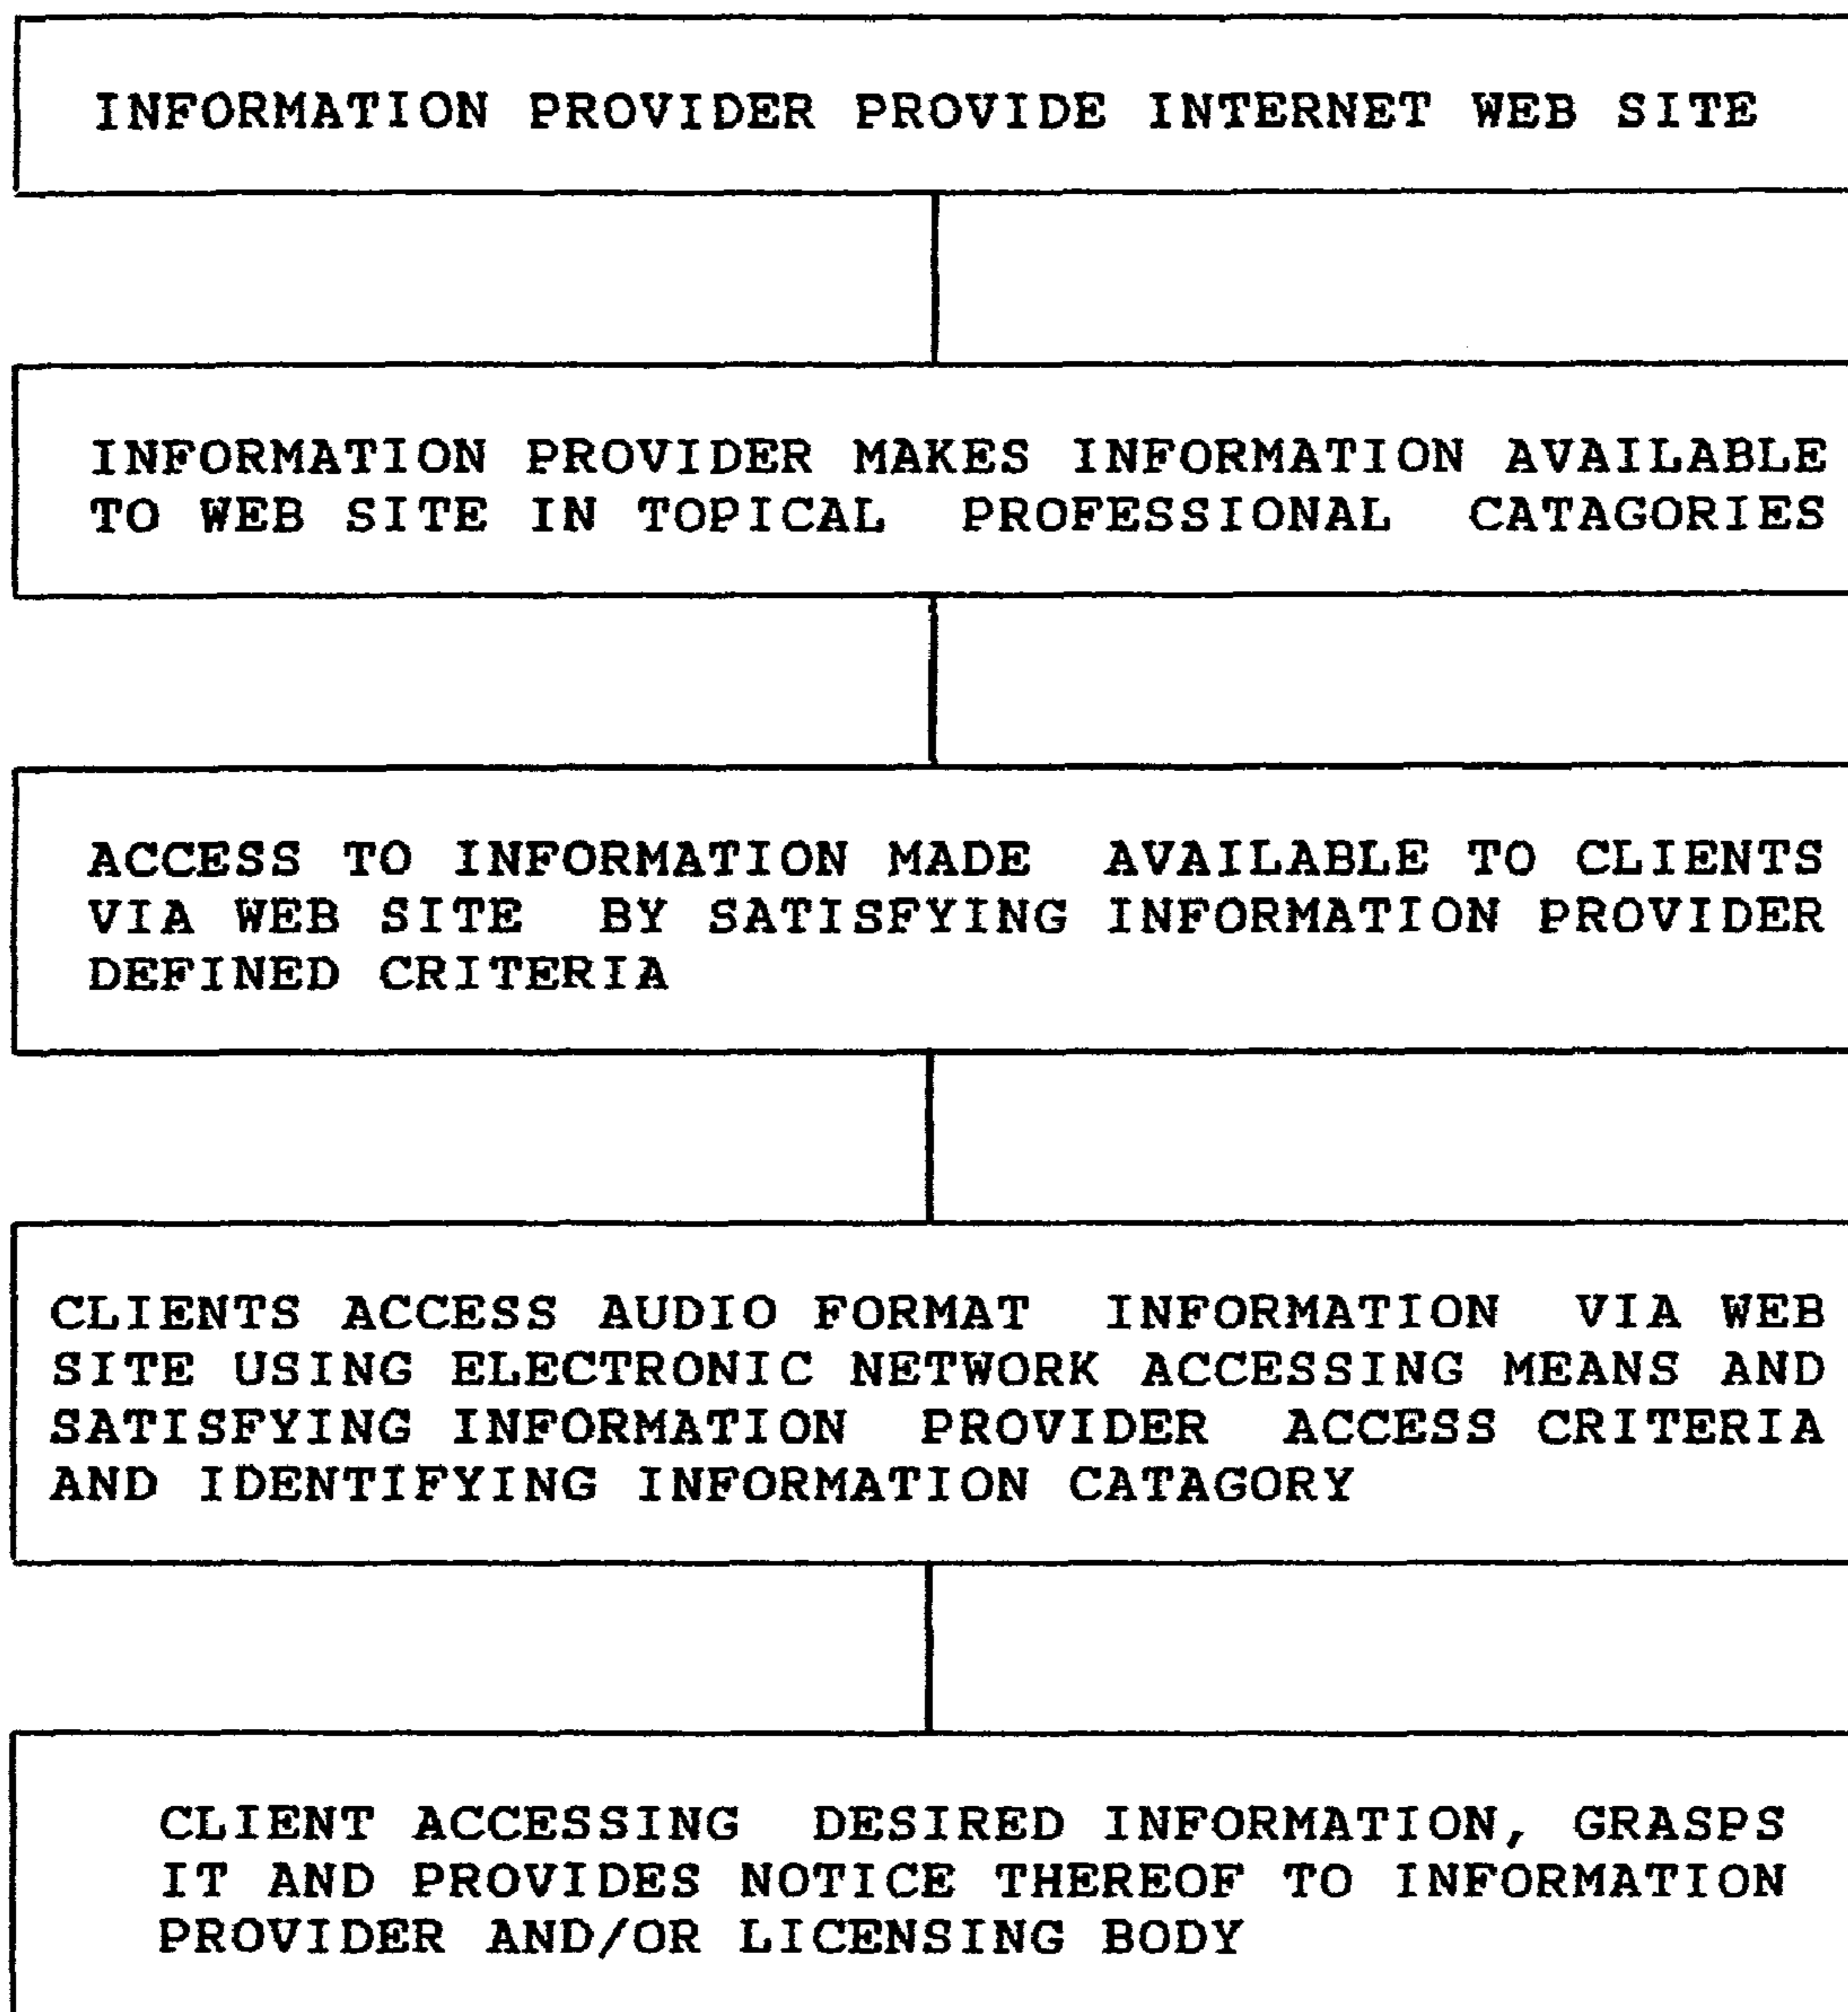 INFORMATION PROVIDER PROVIDE INTERNET WEB SITE
INFORMATION PROVIDER MAKES INFORMATION AVAILABLE
TO WEB SITE IN TOPICAL PROFESSIONAL CATAGORIES
ACCESS TO INFORMATION MADE AVAILABLE TO CLIENTS
VIA WEB SITE BY SATISFYING INFORMATION PROVIDER
DEFINED CRITERIA
CLIENTS ACCESS AUDIO FORMAT INFORMATION VIA WEB
SITE USING ELECTRONIC NETWORK ACCESSING MEANS AND
SATISFYING INFORMATION PROVIDER ACCESS CRITERIA
AND IDENTIFYING INFORMATION CATAGORY
CLIENT ACCESSING DESIRED INFORMATION, GRASPS
IT AND PROVIDES NOTICE THEREOF TO INFORMATION
PROVIDER AND/OR LICENSING BODY